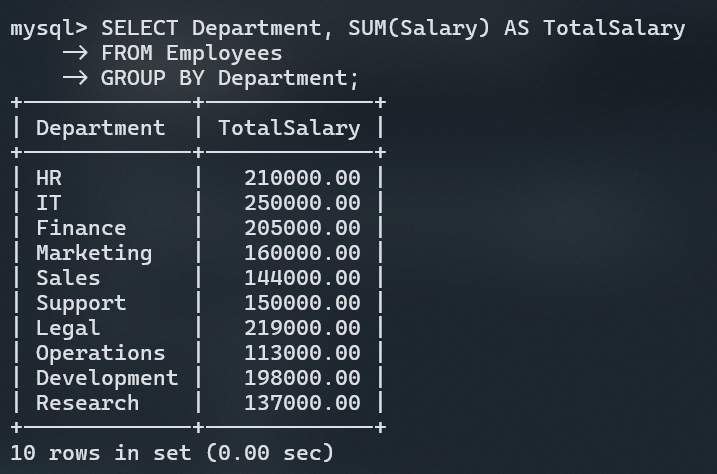 mysql> SELECT Department, SUM(Salary) AS TotalSalary
    -> FROM Employees
    -> GROUP BY Department;
+-------------+-------------+
| Department  | TotalSalary |
+-------------+-------------+
| HR          |   210000.00 |
| IT          |   250000.00 |
| Finance     |   205000.00 |
| Marketing   |   160000.00 |
| Sales       |   144000.00 |
| Support     |   150000.00 |
| Legal       |   219000.00 |
| Operations  |   113000.00 |
| Development |   198000.00 |
| Research    |   137000.00 |
+-------------+-------------+
10 rows in set (0.00 sec)